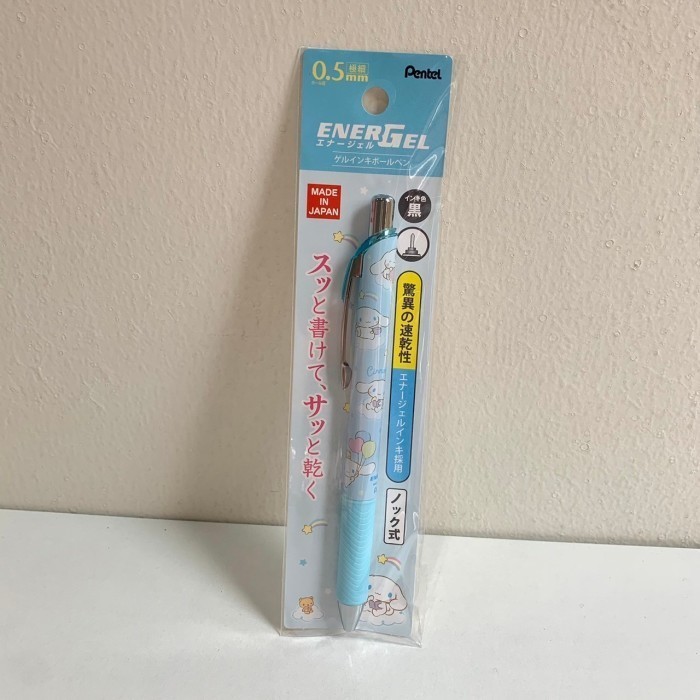 0.5mm 極細
Pentel
ENERGEL
エナージェル
ゲルインキボールペン
MADE
IN
JAPAN
インキ色
黒
スッと書けて、サッと乾く
驚異の速乾性
エナージェルインキ採用
ノック式